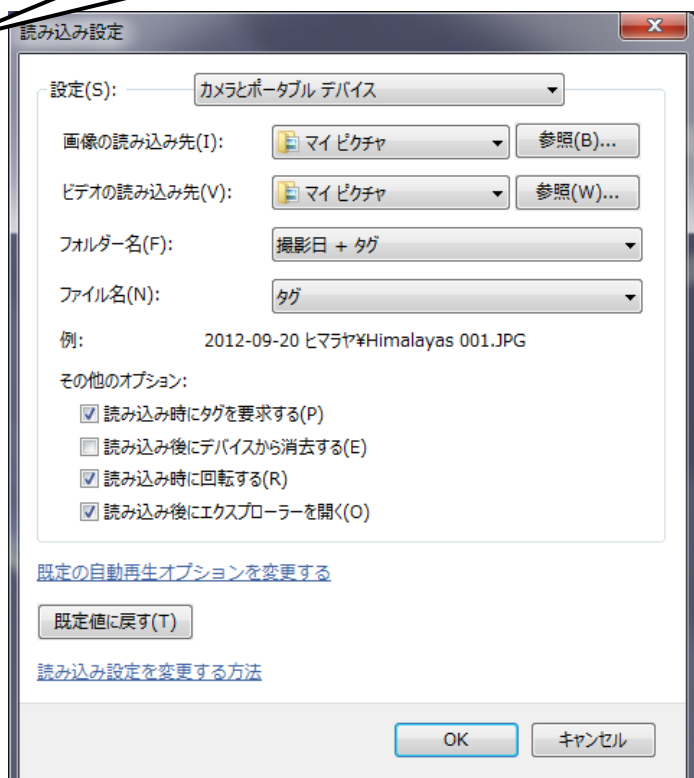 読み込み設定
設定(S): カメラとポータブル デバイス
画像の読み込み先(I): マイ ピクチャ 参照(B)...
ビデオの読み込み先(V): マイ ピクチャ 参照(W)...
フォルダー名(F): 撮影日 + タグ
ファイル名(N): タグ
例: 2012-09-20 ヒマラヤ¥Himalayas 001.JPG
その他のオプション:
読み込み時にタグを要求する(P)
読み込み後にデバイスから消去する(E)
読み込み時に回転する(R)
読み込み後にエクスプローラーを開く(O)
既定の自動再生オプションを変更する
既定値に戻す(T)
読み込み設定を変更する方法
OK キャンセル